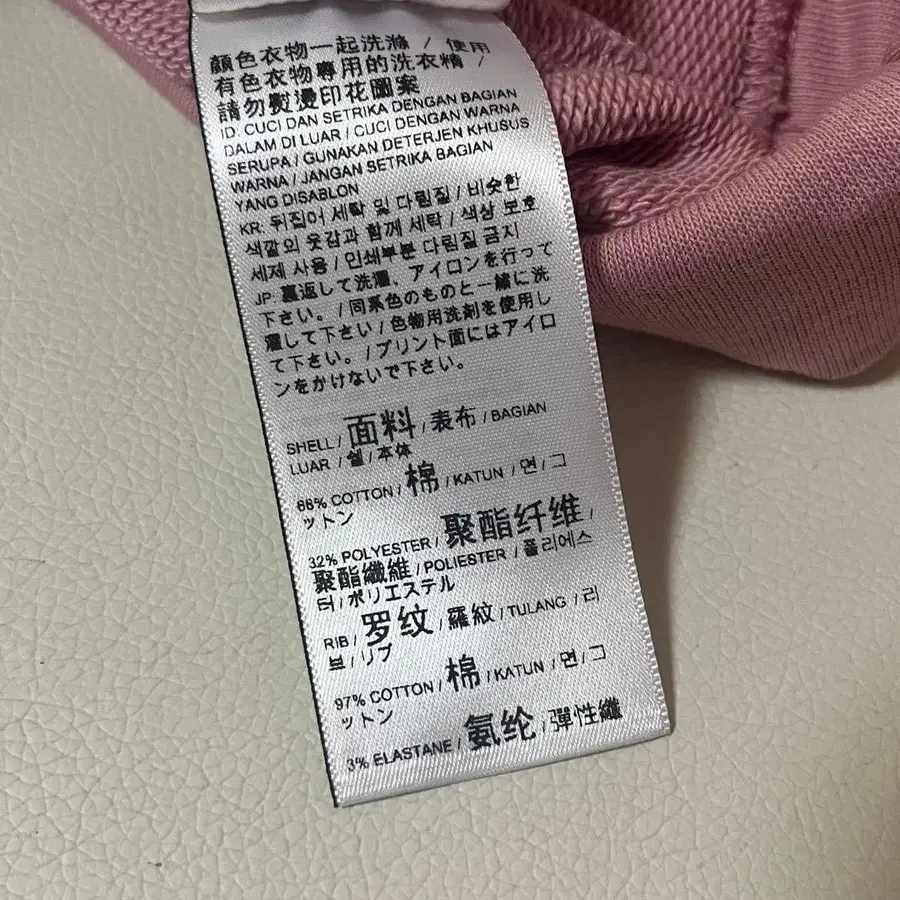 顏色衣物一起洗滌 / 使用
有色衣物專用的洗衣精 /
請勿熨燙印花圖案
ID: CUCI DAN SETRIKA DENGAN BAGIAN
DALAM DI LUAR / CUCI DENGAN WARNA
SERUPA / GUNAKAN DETERJEN KHUSUS
WARNA / JANGAN SETRIKA BAGIAN
YANG DISABLON
KR: 뒤집어 세탁 및 다림질 / 비슷한
색깔의 옷감과 함께 세탁 / 색상 보호
세제 사용 / 인쇄부분 다림질 금지
JP: 裏返して洗濯、アイロンを行って
下さい。/ 同系色のものと一緒に洗
濯して下さい / 色物用洗剤を使用し
て下さい。/ プリント面にはアイロ
ンをかけないで下さい。
SHELL / 面料 / 表布 / BAGIAN
LUAR / 쉘 / 本体
68% COTTON / 棉 / KATUN / 면 / コ
ットン
32% POLYESTER / 聚酯纤维 /
聚酯纖維 / POLIESTER / 폴리에스
터 / ポリエステル
RIB / 罗纹 / 羅紋 / TULANG / 리
브 / リブ
97% COTTON / 棉 / KATUN / 면 / コ
ットン
3% ELASTANE / 氨纶 / 彈性纖